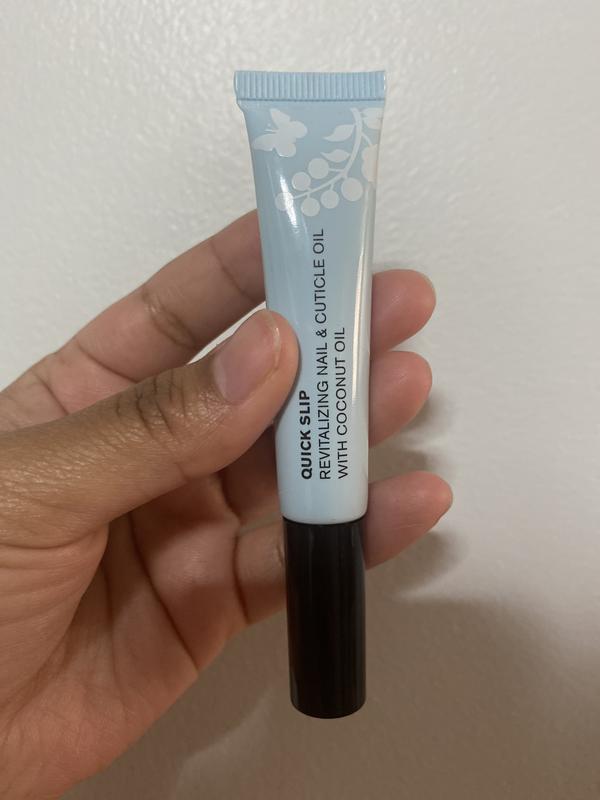 QUICK SLIP
REVITALIZING NAIL & CUTICLE OIL
WITH COCONUT OIL